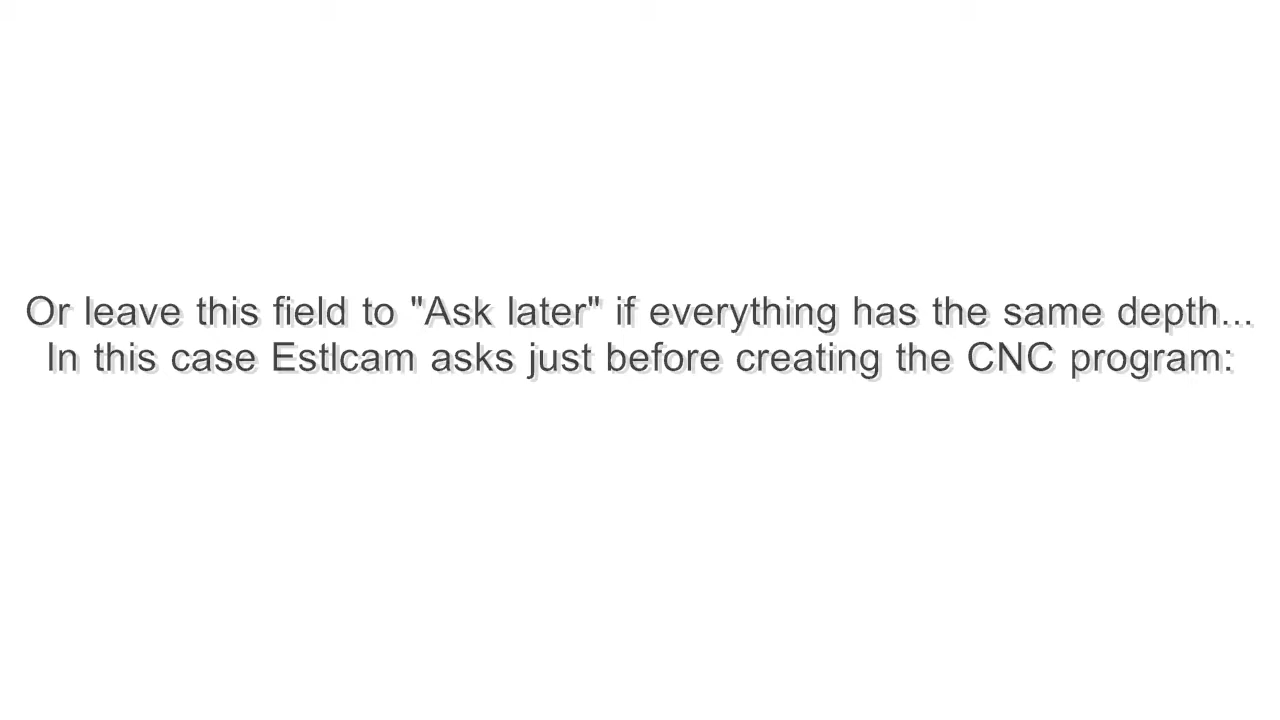 Or leave this field to "Ask later" if everything has the same depth...
In this case Estlcam asks just before creating the CNC program: